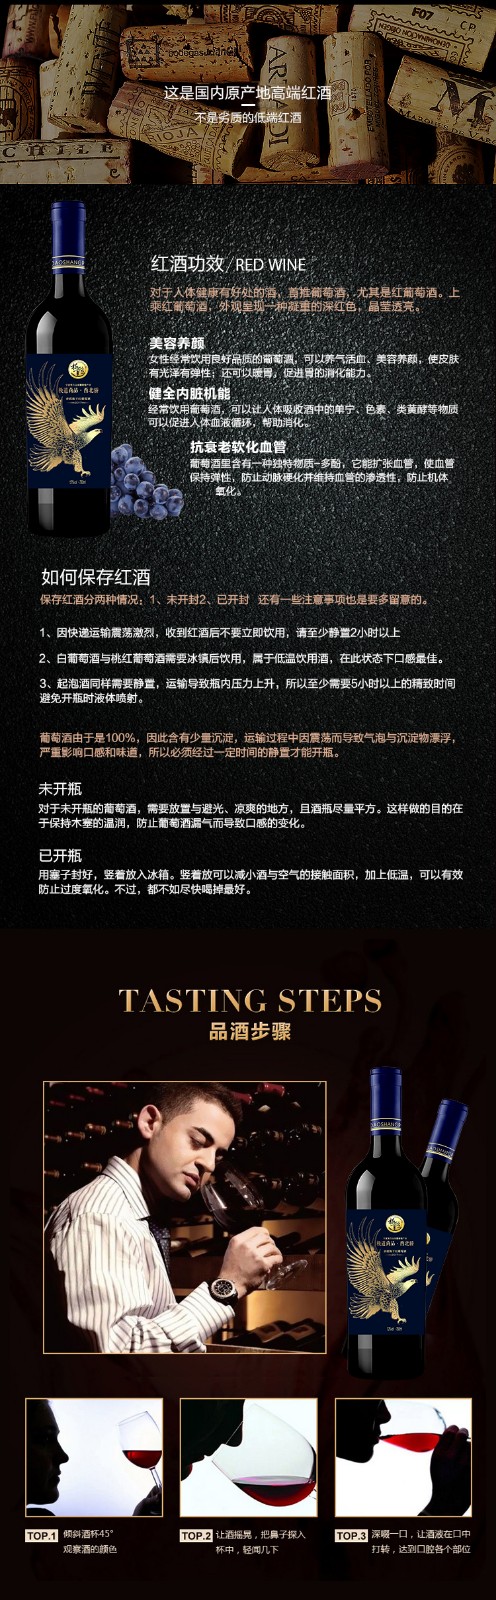 F07
这是国内原产地高端红酒
不是劣质的低端红酒
CHILE
红酒功效/RED WINE
对于人体健康有好处的酒，首推葡萄酒，尤其是红葡萄酒。上
乘红葡萄酒，外观呈现一种凝重的深红色，晶莹透亮。
美容养颜
女性经常饮用良好品质的葡萄酒，可以养气活血、美容养颜，使皮肤
有光泽有弹性；还可以暖胃，促进胃的消化能力。
健全内脏机能
经常饮用葡萄酒，可以让人体吸收酒中的单宁、色素、类黄酵等物质
可以促进人体血液循环，帮助消化。
抗衰老软化血管
葡萄酒里含有一种独特物质-多酚，它能扩张血管，使血管
保持弹性，防止动脉硬化并维持血管的渗透性，防止机体
氧化。
如何保存红酒
保存红酒分两种情况：1、未开封2、已开封 还有一些注意事项也是要多留意的。
1、因快递运输震荡激烈，收到红酒后不要立即饮用，请至少静置2小时以上
2、白葡萄酒与桃红葡萄酒需要冰镇后饮用，属于低温饮用酒，在此状态下口感最佳。
3、起泡酒同样需要静置，运输导致瓶内压力上升，所以至少需要5小时以上的精致时间
避免开瓶时液体喷射。
葡萄酒由于是100%，因此含有少量沉淀，运输过程中因震荡而导致气泡与沉淀物漂浮，
严重影响口感和味道，所以必须经过一定时间的静置才能开瓶。
未开瓶
对于未开瓶的葡萄酒，需要放置与避光、凉爽的地方，且酒瓶尽量平方。这样做的目的在
于保持木塞的温润，防止葡萄酒漏气而导致口感的变化。
已开瓶
用塞子封好，竖着放入冰箱。竖着放可以减小酒与空气的接触面积，加上低温，可以有效
防止过度氧化。不过，都不如尽快喝掉最好。
TASTING STEPS
品酒步骤
TOP.1 倾斜酒杯45°
观察酒的颜色
TOP.2 让酒摇晃，把鼻子探入
杯中，轻闻几下
TOP.3 深啜一口，让酒液在口中
打转，达到口腔各个部位